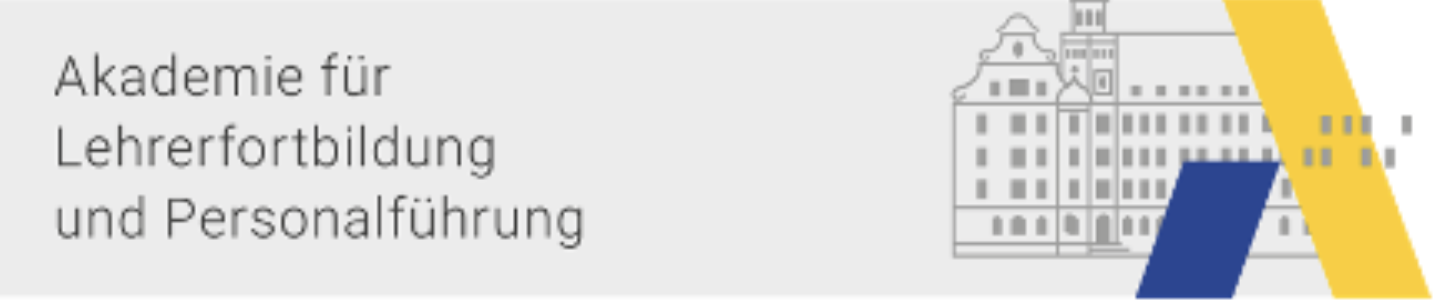 Akademie für
Lehrerfortbildung
und Personalführung